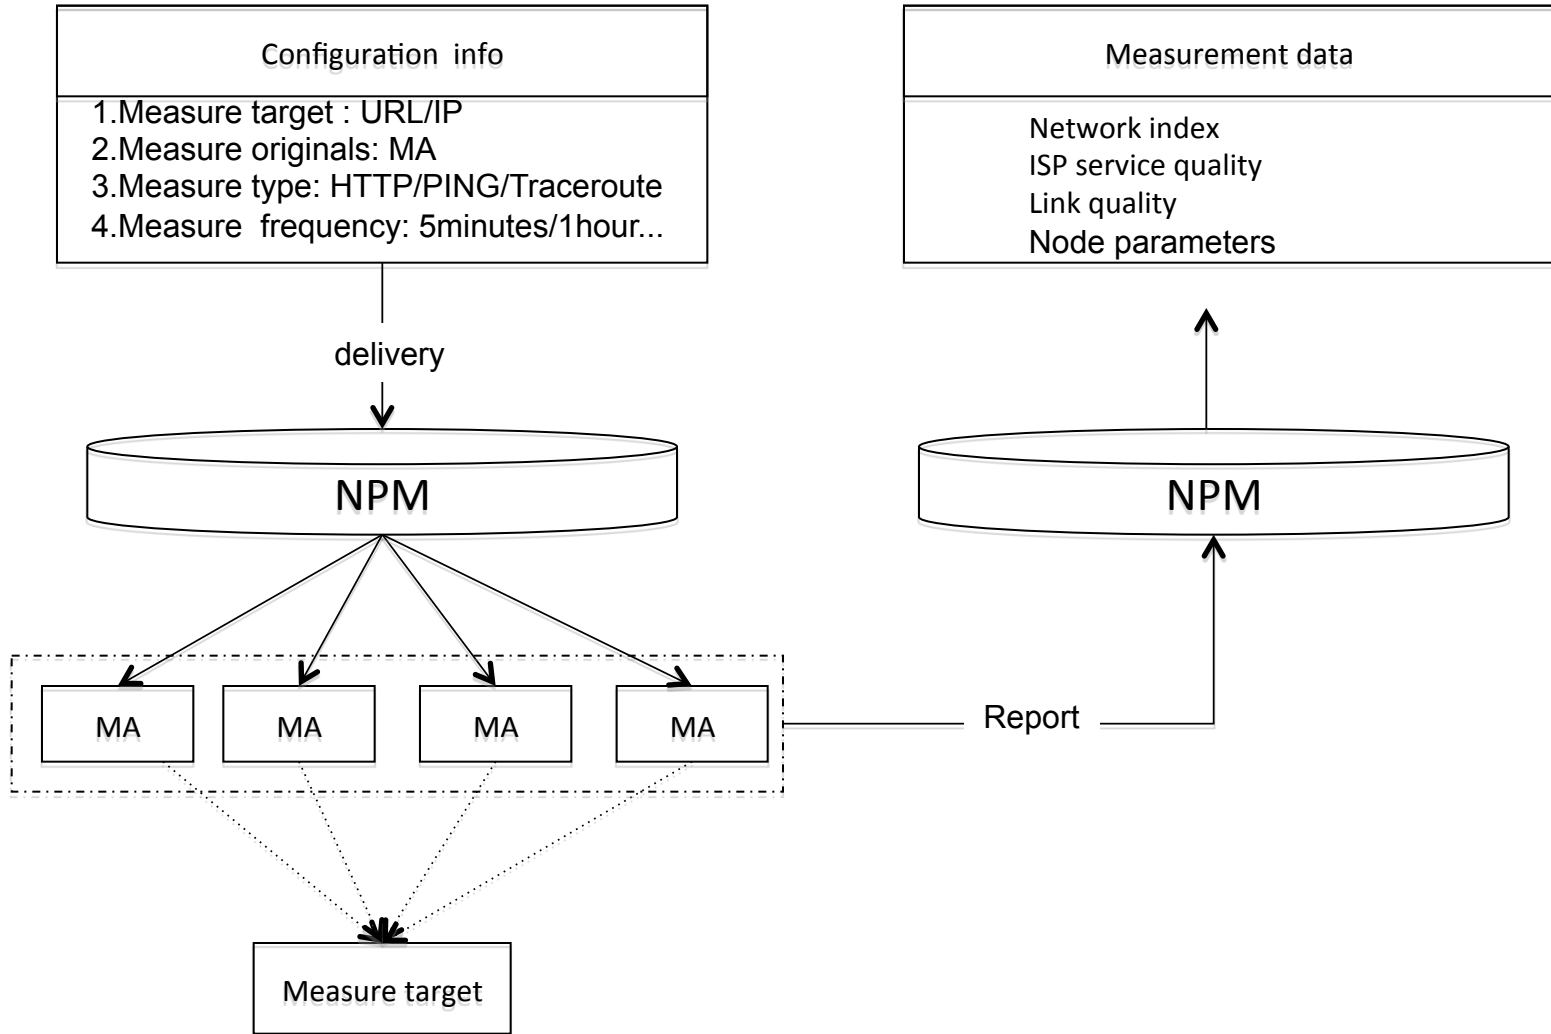 Configuration info
1.Measure target : URL/IP
2.Measure originals: MA
3.Measure type: HTTP/PING/Traceroute
4.Measure frequency: 5minutes/1hour...
Measurement data
Network index
ISP service quality
Link quality
Node parameters
delivery
NPM
NPM
MA
MA
MA
MA
Report
Measure target